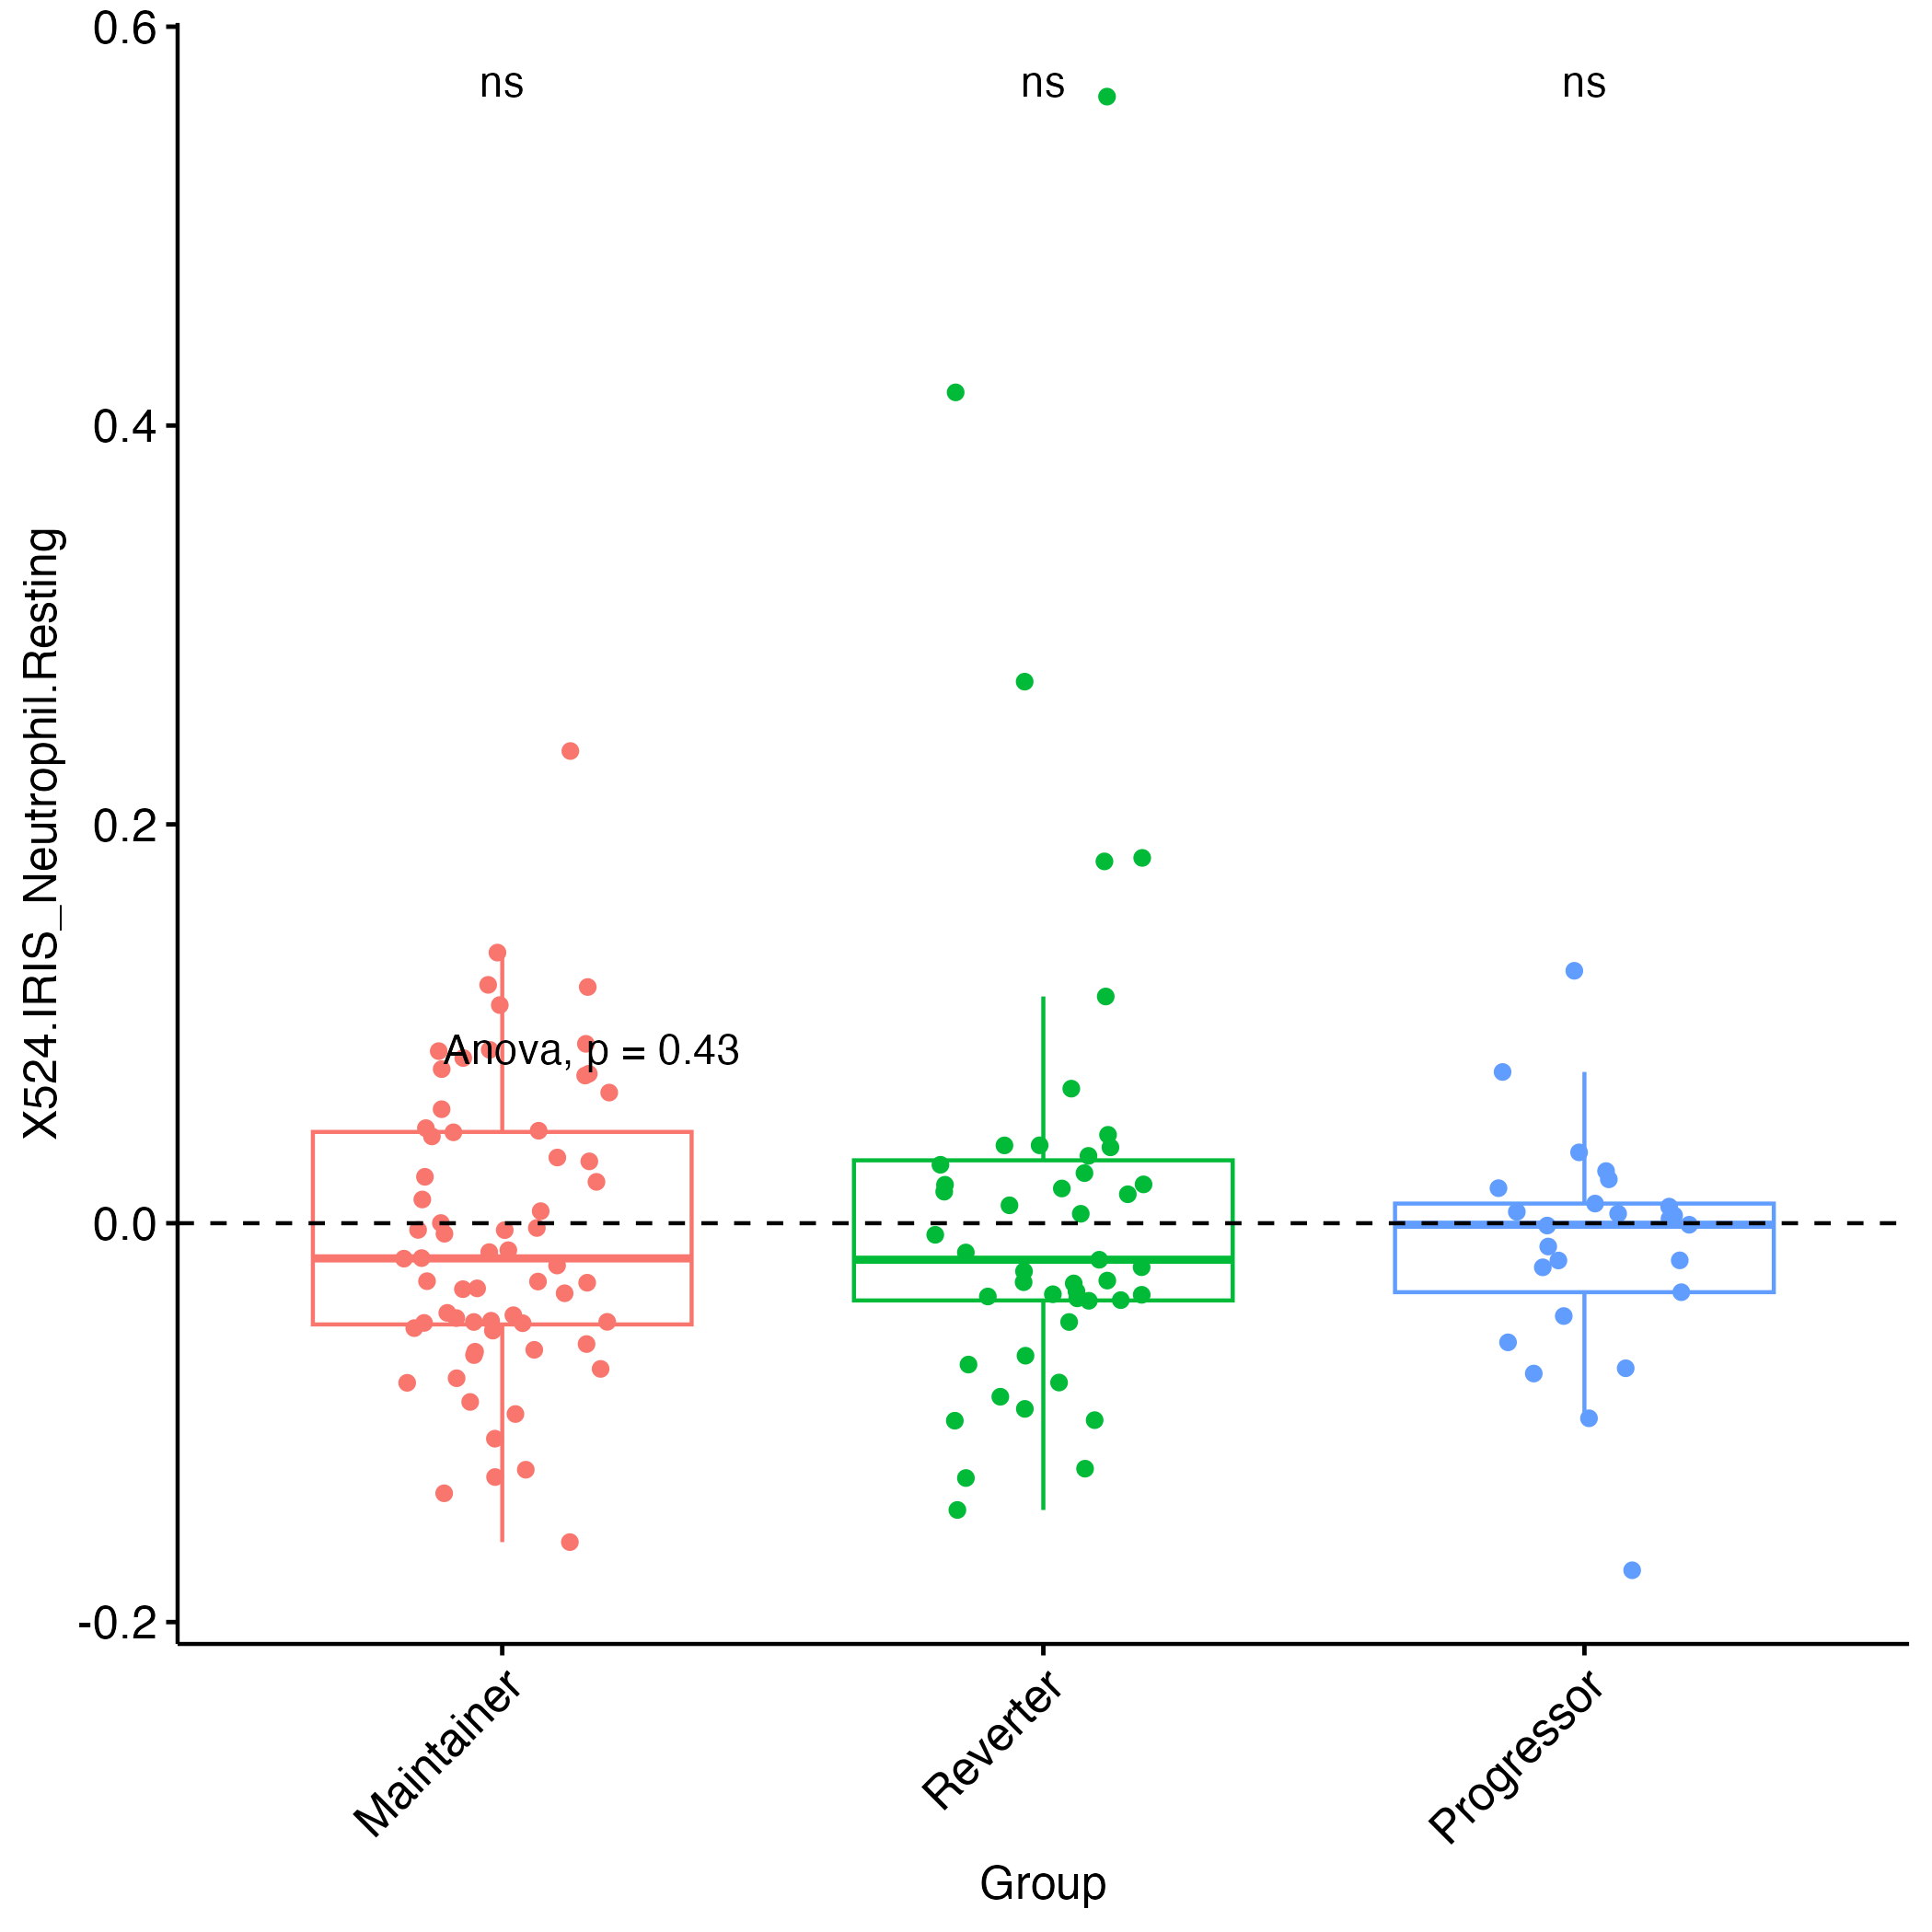 0.6
ns ns ns
0.4
X524.IRIS_Neutrophil.Resting
0.2
Anova, p = 0.43
0.0
-0.2
Maintainer
Reverter
Progressor
Group